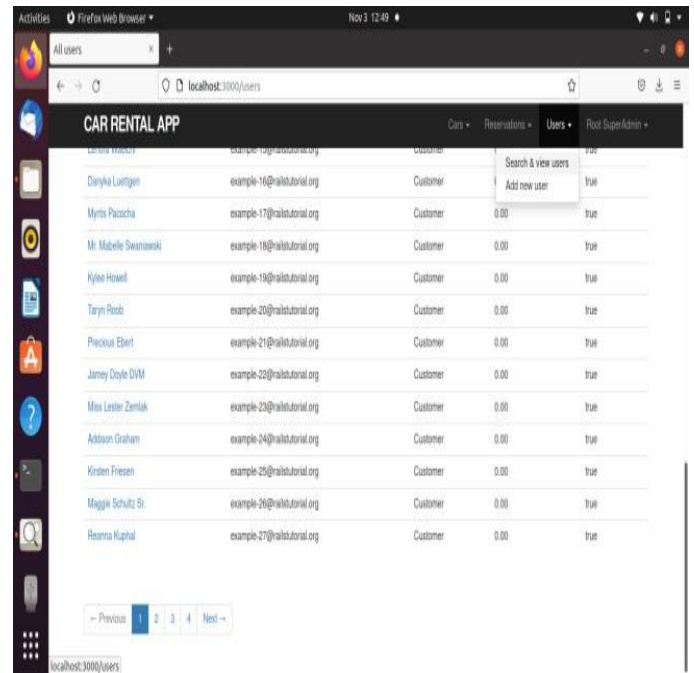 Activities Firefox Web Browser Nov 3 12:49
All users
localhost:3000/users
CAR RENTAL APP Cars Reservations Users Root SuperAdmin
example-15@railstutorial.org Customer true
Search & view users
Danyka Luettgen example-16@railstutorial.org Customer true
Add new user
Myrtis Pacocha example-17@railstutorial.org Customer 0.00 true
Mr. Mabelle Swaniawski example-18@railstutorial.org Customer 0.00 true
Kylee Howell example-19@railstutorial.org Customer 0.00 true
Taryn Roob example-20@railstutorial.org Customer 0.00 true
Precious Ebert example-21@railstutorial.org Customer 0.00 true
Jamey Doyle DVM example-22@railstutorial.org Customer 0.00 true
Miss Lester Zemlak example-23@railstutorial.org Customer 0.00 true
Addison Graham example-24@railstutorial.org Customer 0.00 true
Kirsten Friesen example-25@railstutorial.org Customer 0.00 true
Maggie Schultz Sr. example-26@railstutorial.org Customer 0.00 true
Reanna Kuphal example-27@railstutorial.org Customer 0.00 true
← Previous 1 2 3 4 Next →
localhost:3000/users